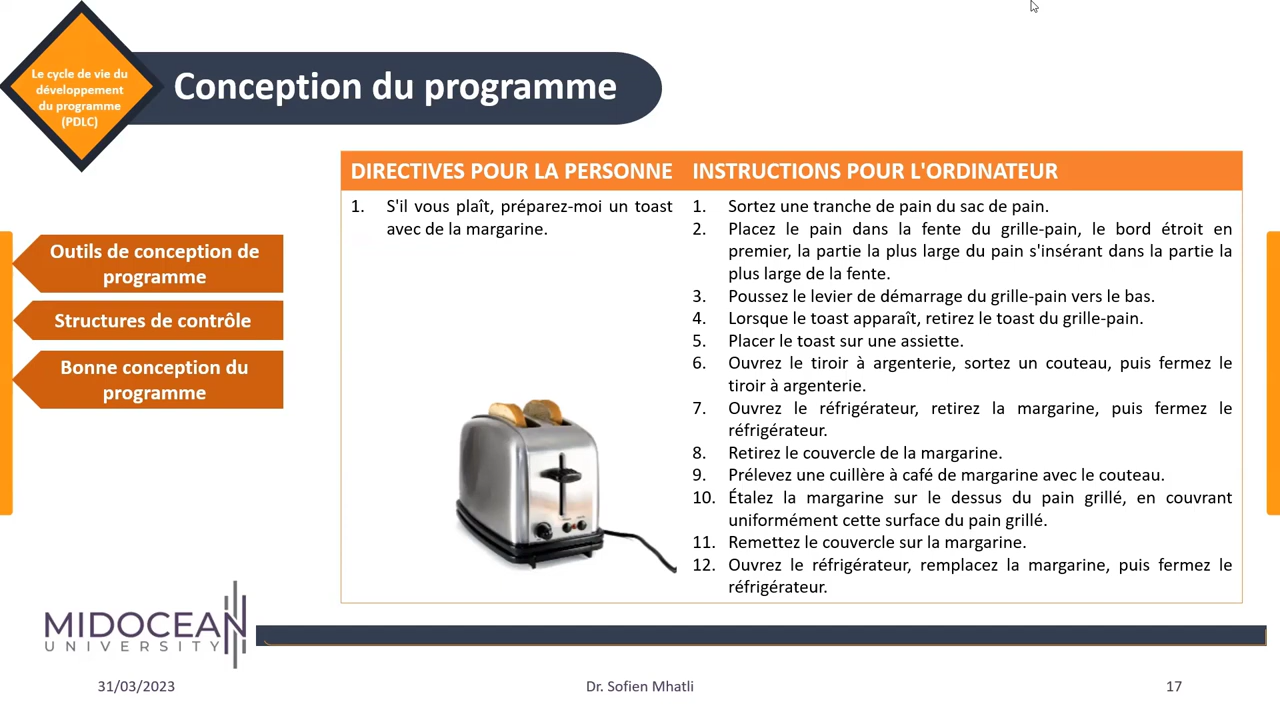 Le cycle de vie du
développement
du programme
(PDLC)
Conception du programme
Outils de conception de
programme
Structures de contrôle
Bonne conception du
programme
DIRECTIVES POUR LA PERSONNE
1. S'il vous plaît, préparez-moi un toast
avec de la margarine.
INSTRUCTIONS POUR L'ORDINATEUR
1. Sortez une tranche de pain du sac de pain.
2. Placez le pain dans la fente du grille-pain, le bord étroit en
premier, la partie la plus large du pain s'insérant dans la partie la
plus large de la fente.
3. Poussez le levier de démarrage du grille-pain vers le bas.
4. Lorsque le toast apparaît, retirez le toast du grille-pain.
5. Placer le toast sur une assiette.
6. Ouvrez le tiroir à argenterie, sortez un couteau, puis fermez le
tiroir à argenterie.
7. Ouvrez le réfrigérateur, retirez la margarine, puis fermez le
réfrigérateur.
8. Retirez le couvercle de la margarine.
9. Prélevez une cuillère à café de margarine avec le couteau.
10. Étalez la margarine sur le dessus du pain grillé, en couvrant
uniformément cette surface du pain grillé.
11. Remettez le couvercle sur la margarine.
12. Ouvrez le réfrigérateur, remplacez la margarine, puis fermez le
réfrigérateur.
MIDOCEAN
UNIVERSITY
31/03/2023
Dr. Sofien Mhatli
17